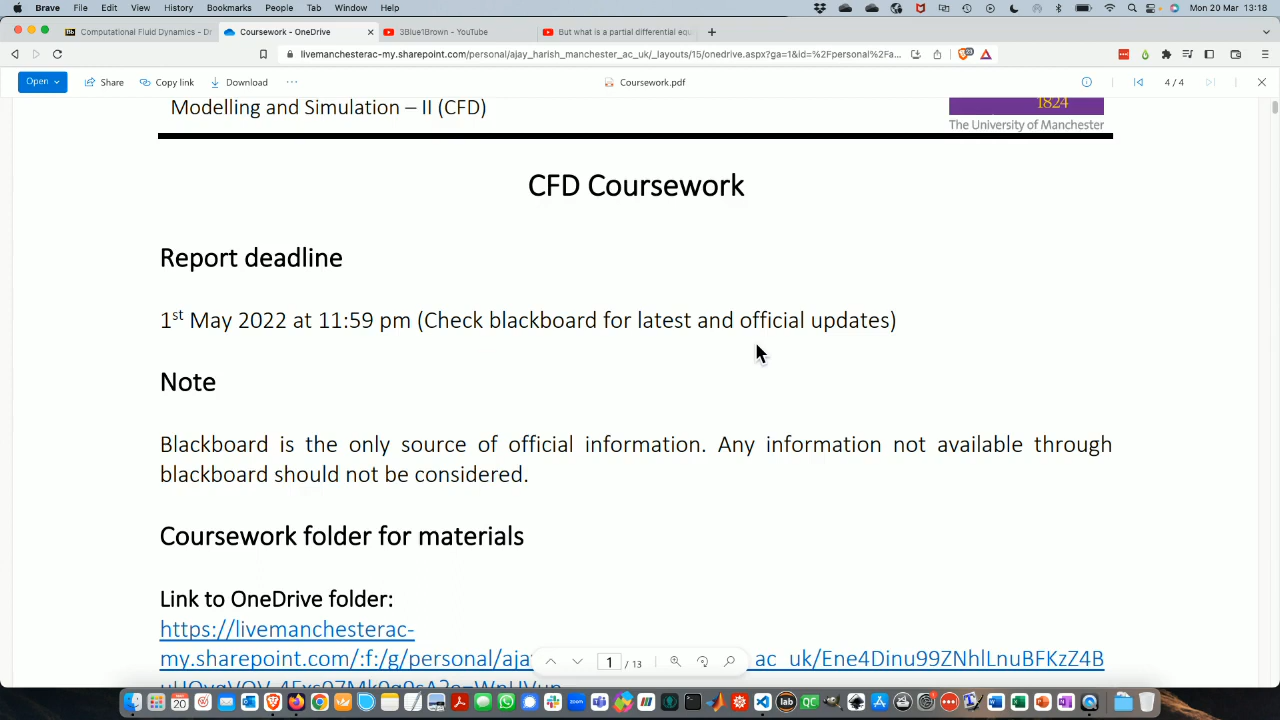 Brave File Edit View History Bookmarks People Tab Window Help Mon 20 Mar 13:18
Computational Fluid Dynamics - Dr
Coursework - OneDrive
3Blue1Brown - YouTube
But what is a partial differential equ
livemanchesterac-my.sharepoint.com/personal/ajay_harish_manchester_ac_uk/_layouts/15/onedrive.aspx?ga=1&id=%2Fpersonal%2Fa...
Open Share Copy link Download ... Coursework.pdf 4 / 4
Modelling and Simulation – II (CFD)
1824
The University of Manchester
CFD Coursework
Report deadline
1st May 2022 at 11:59 pm (Check blackboard for latest and official updates)
Note
Blackboard is the only source of official information. Any information not available through
blackboard should not be considered.
Coursework folder for materials
Link to OneDrive folder:
https://livemanchesterac-
my.sharepoint.com/:f:/g/personal/aja ac_uk/Ene4Dinu99ZNhlLnuBFKzZ4B
1 / 13